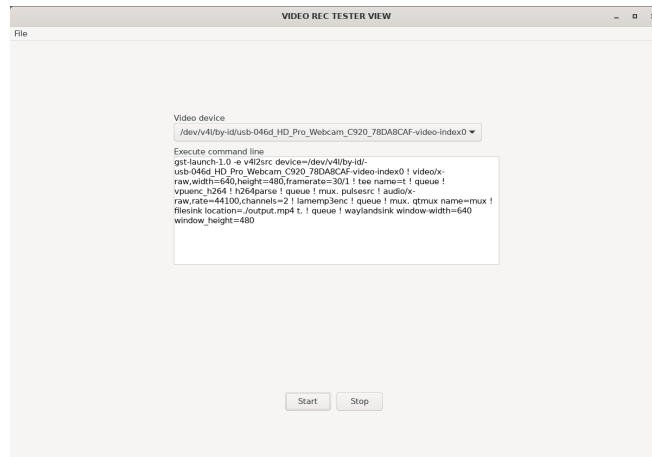 VIDEO REC TESTER VIEW
File
Video device
/dev/v4l/by-id/usb-046d_HD_Pro_Webcam_C920_78DA8CAF-video-index0
Execute command line
gst-launch-1.0 -e v4l2src device=/dev/v4l/by-id/-
usb-046d_HD_Pro_Webcam_C920_78DA8CAF-video-index0 ! video/x-
raw,width=640,height=480,framerate=30/1 ! tee name=t ! queue !
vpuenc_h264 ! h264parse ! queue ! mux. pulsesrc ! audio/x-
raw,rate=44100,channels=2 ! lamemp3enc ! queue ! mux. qtmux name=mux !
filesink location=./output.mp4 t. ! queue ! waylandsink window-width=640
window_height=480
Start Stop